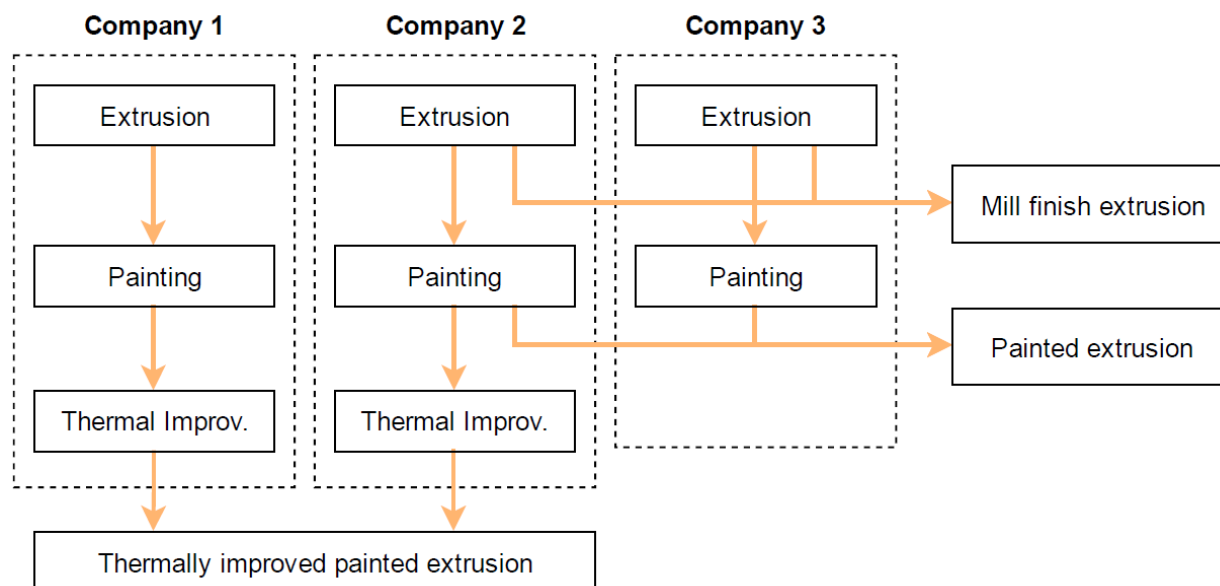 Company 1
Company 2
Company 3
Extrusion
Extrusion
Extrusion
Mill finish extrusion
Painting
Painting
Painting
Painted extrusion
Thermal Improv.
Thermal Improv.
Thermally improved painted extrusion